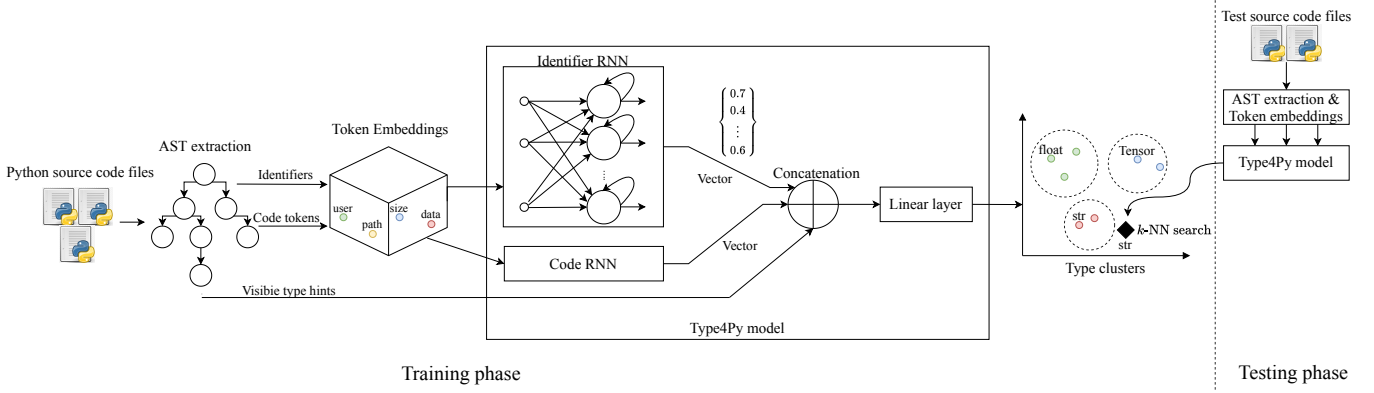 Python source code files
AST extraction
Identifiers
Code tokens
Visibie type hints
Token Embeddings
user
path
size
data
Identifier RNN
⋮
Code RNN
Vector
Vector
0.7
0.4
⋮
0.6
Concatenation
Linear layer
Type4Py model
Training phase
float
Tensor
str
k-NN search
str
Type clusters
Test source code files
AST extraction &
Token embeddings
Type4Py model
Testing phase